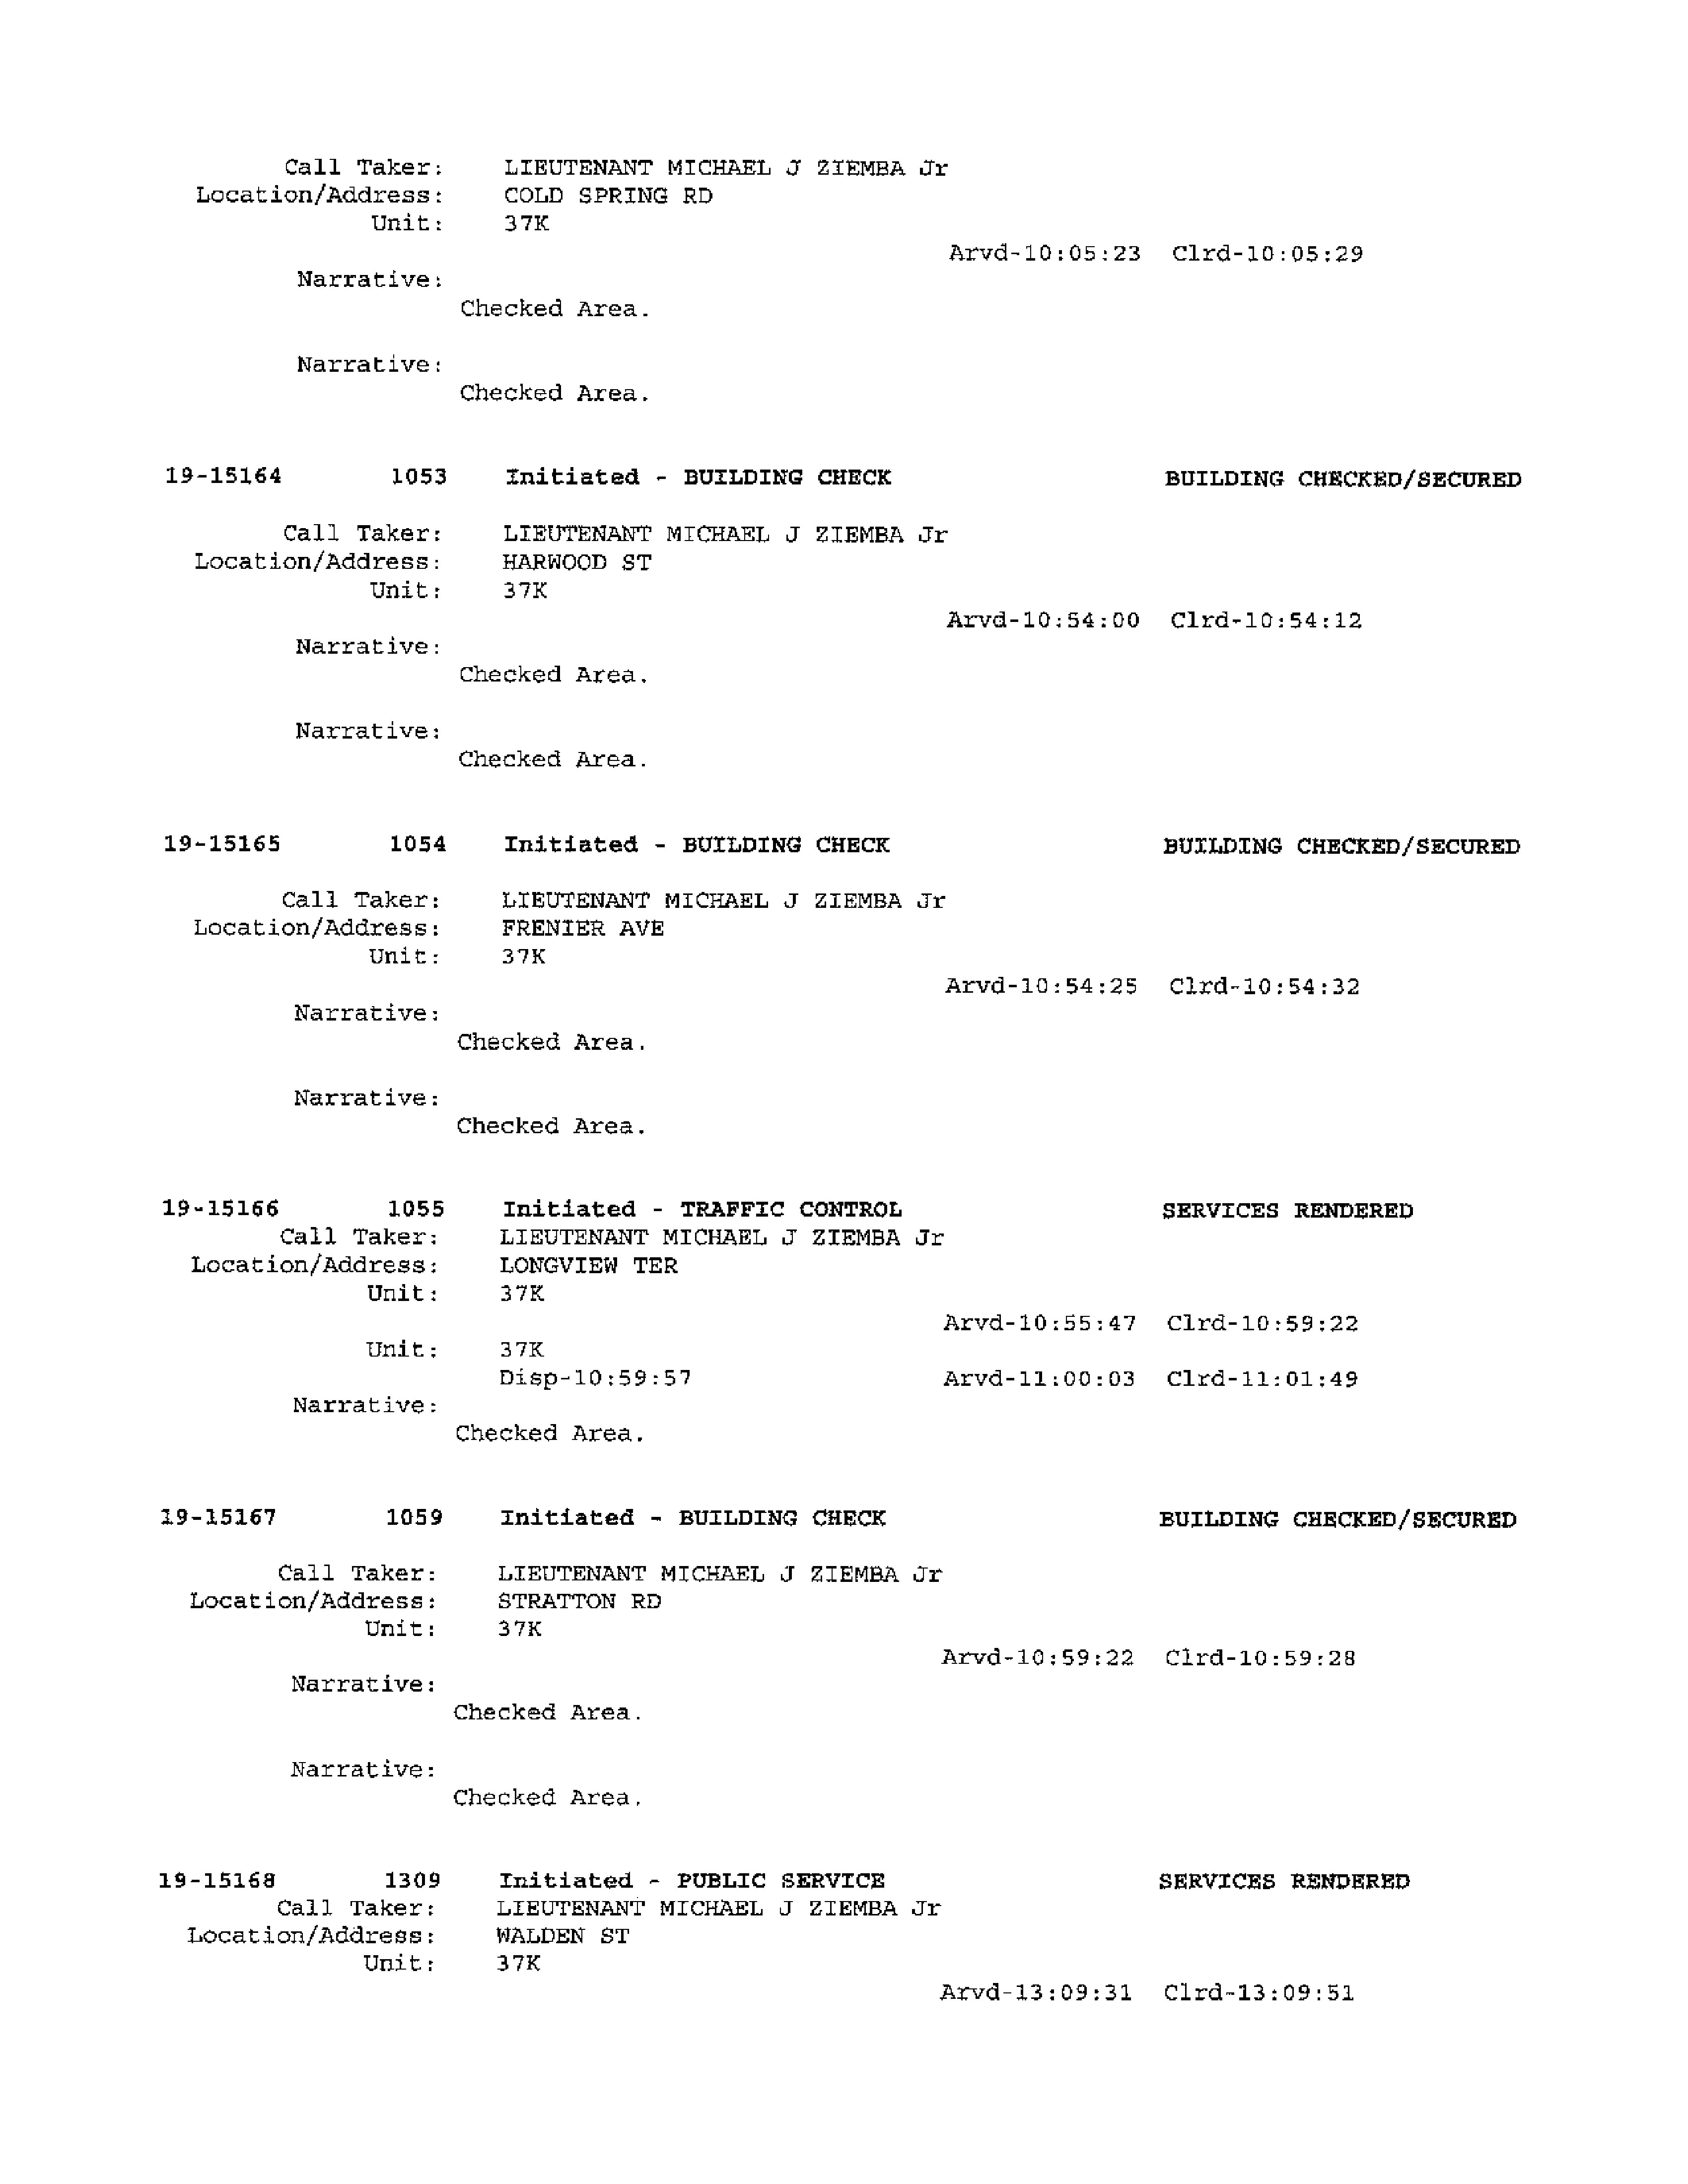 Call Taker: LIEUTENANT MICHAEL J ZIEMBA Jr
Location/Address: COLD SPRING RD
Unit: 37K
Arvd-10:05:23 Clrd-10:05:29
Narrative:
Checked Area.
Narrative:
Checked Area.
19-15164 1053 Initiated - BUILDING CHECK BUILDING CHECKED/SECURED
Call Taker: LIEUTENANT MICHAEL J ZIEMBA Jr
Location/Address: HARWOOD ST
Unit: 37K
Arvd-10:54:00 Clrd-10:54:12
Narrative:
Checked Area.
Narrative:
Checked Area.
19-15165 1054 Initiated - BUILDING CHECK BUILDING CHECKED/SECURED
Call Taker: LIEUTENANT MICHAEL J ZIEMBA Jr
Location/Address: FRENIER AVE
Unit: 37K
Arvd-10:54:25 Clrd-10:54:32
Narrative:
Checked Area.
Narrative:
Checked Area.
19-15166 1055 Initiated - TRAFFIC CONTROL SERVICES RENDERED
Call Taker: LIEUTENANT MICHAEL J ZIEMBA Jr
Location/Address: LONGVIEW TER
Unit: 37K
Arvd-10:55:47 Clrd-10:59:22
Unit: 37K
Disp-10:59:57 Arvd-11:00:03 Clrd-11:01:49
Narrative:
Checked Area.
19-15167 1059 Initiated - BUILDING CHECK BUILDING CHECKED/SECURED
Call Taker: LIEUTENANT MICHAEL J ZIEMBA Jr
Location/Address: STRATTON RD
Unit: 37K
Arvd-10:59:22 Clrd-10:59:28
Narrative:
Checked Area.
Narrative:
Checked Area.
19-15168 1309 Initiated - PUBLIC SERVICE SERVICES RENDERED
Call Taker: LIEUTENANT MICHAEL J ZIEMBA Jr
Location/Address: WALDEN ST
Unit: 37K
Arvd-13:09:31 Clrd-13:09:51